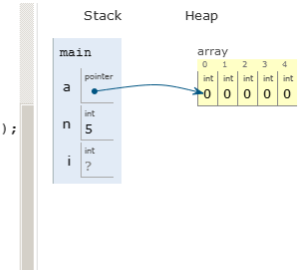 Stack Heap
main
array
0 1 2 3 4
pointer
int int int int int
a
0 0 0 0 0
);
int
n 5
int
i ?